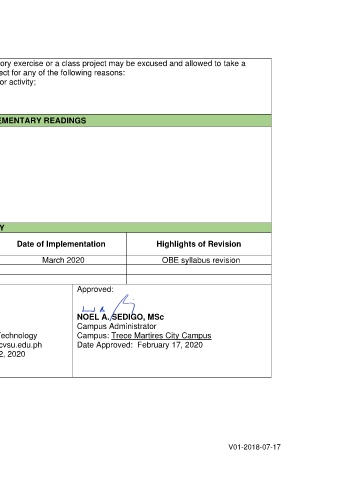 ory exercise or a class project may be excused and allowed to take a
ect for any of the following reasons:
or activity;
EMENTARY READINGS
Y
Date of Implementation Highlights of Revision
March 2020 OBE syllabus revision
Approved:
NOEL A. SEDIGO, MSc
Campus Administrator
Technology Campus: Trece Martires City Campus
cvsu.edu.ph Date Approved: February 17, 2020
2, 2020
V01-2018-07-17